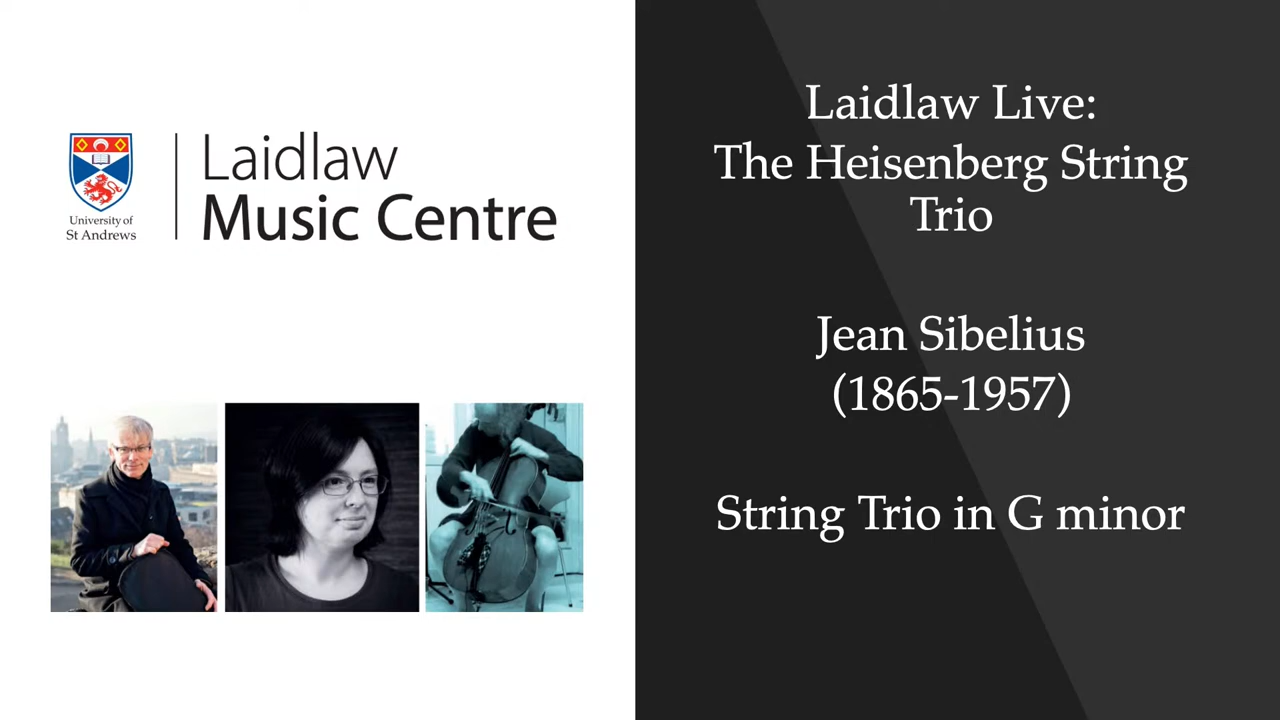 University of
St Andrews
Laidlaw
Music Centre
Laidlaw Live:
The Heisenberg String
Trio
Jean Sibelius
(1865-1957)
String Trio in G minor